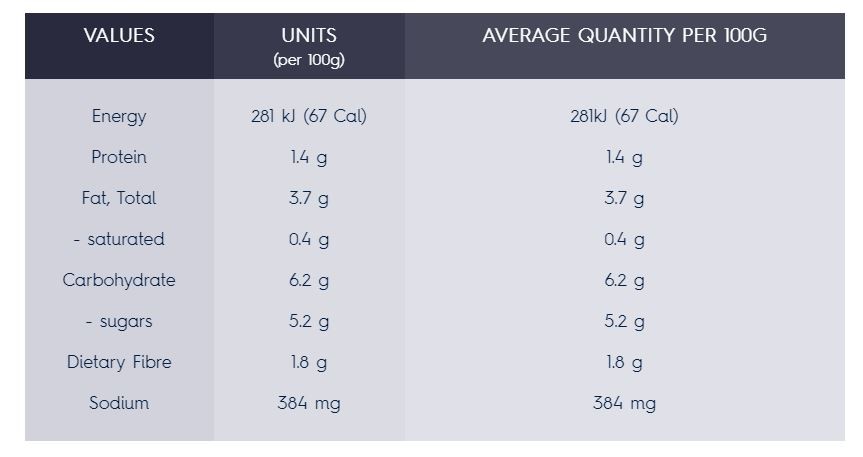 VALUES UNITS AVERAGE QUANTITY PER 100G
(per 100g)
Energy 281 kJ (67 Cal) 281kJ (67 Cal)
Protein 1.4 g 1.4 g
Fat, Total 3.7 g 3.7 g
- saturated 0.4 g 0.4 g
Carbohydrate 6.2 g 6.2 g
- sugars 5.2 g 5.2 g
Dietary Fibre 1.8 g 1.8 g
Sodium 384 mg 384 mg